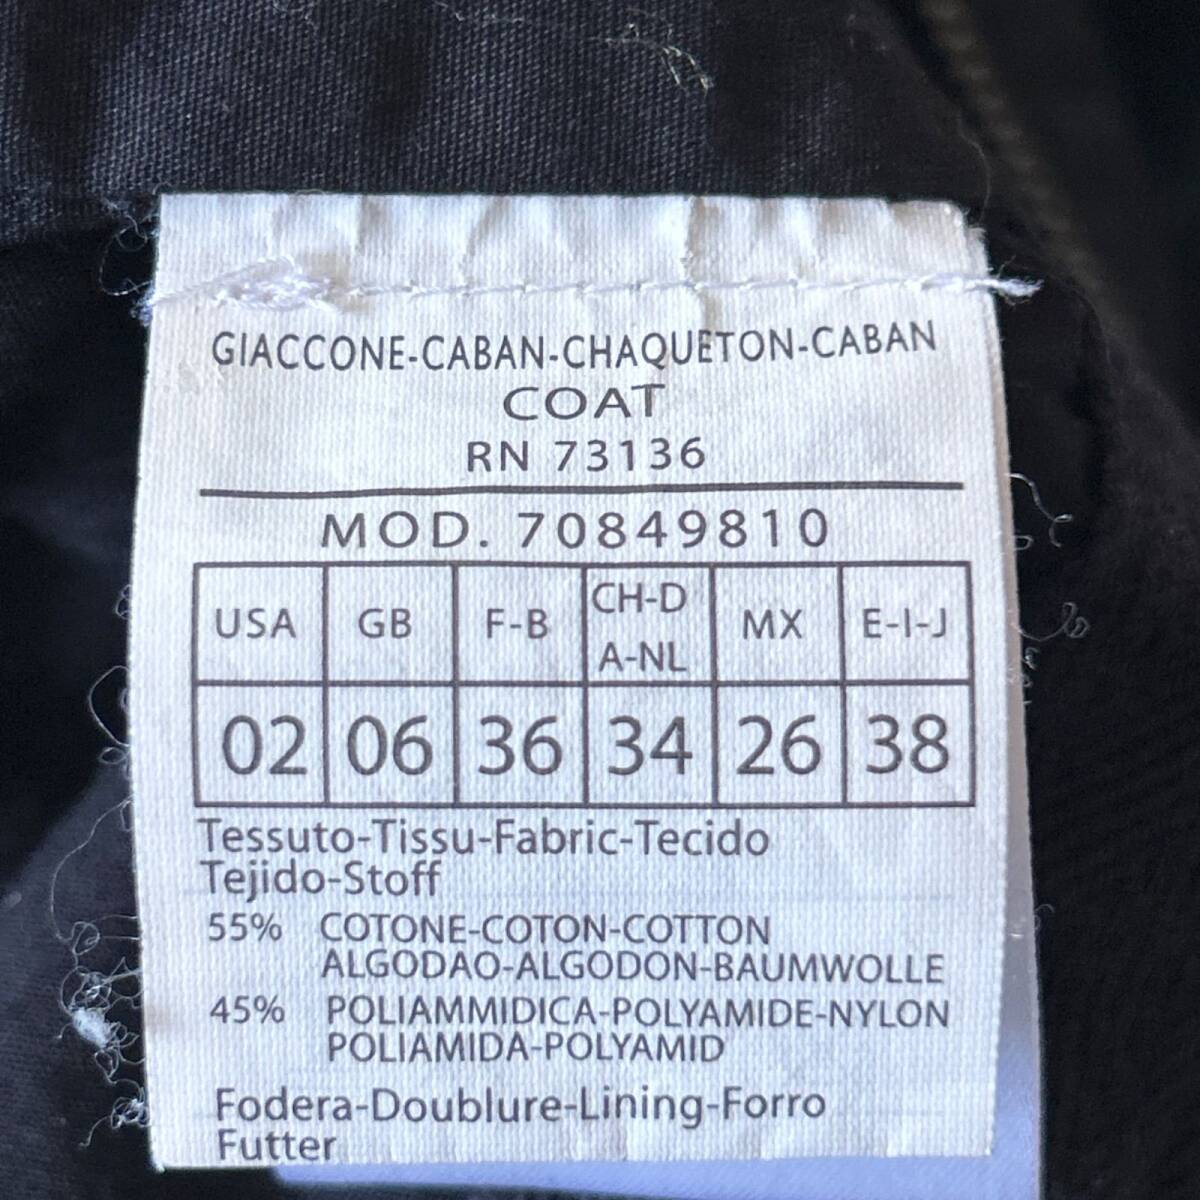 GIACCONE-CABAN-CHAQUETON-CABAN
COAT
RN 73136
MOD. 70849810
USA GB F-B CH-D A-NL MX E-I-J
02 06 36 34 26 38
Tessuto-Tissu-Fabric-Tecido
Tejido-Stoff
55% COTONE-COTON-COTTON
ALGODAO-ALGODON-BAUMWOLLE
45% POLIAMMIDICA-POLYAMIDE-NYLON
POLIAMIDA-POLYAMID
Fodera-Doublure-Lining-Forro
Futter